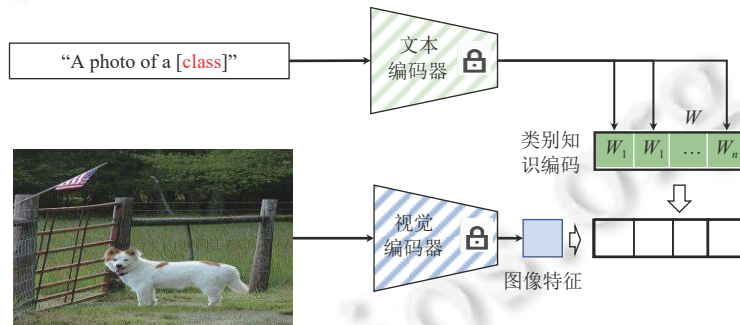 “A photo of a [class]”
文本
编码器
W
类别知
识编码
W₁ W₁ … Wₙ
视觉
编码器
图像特征